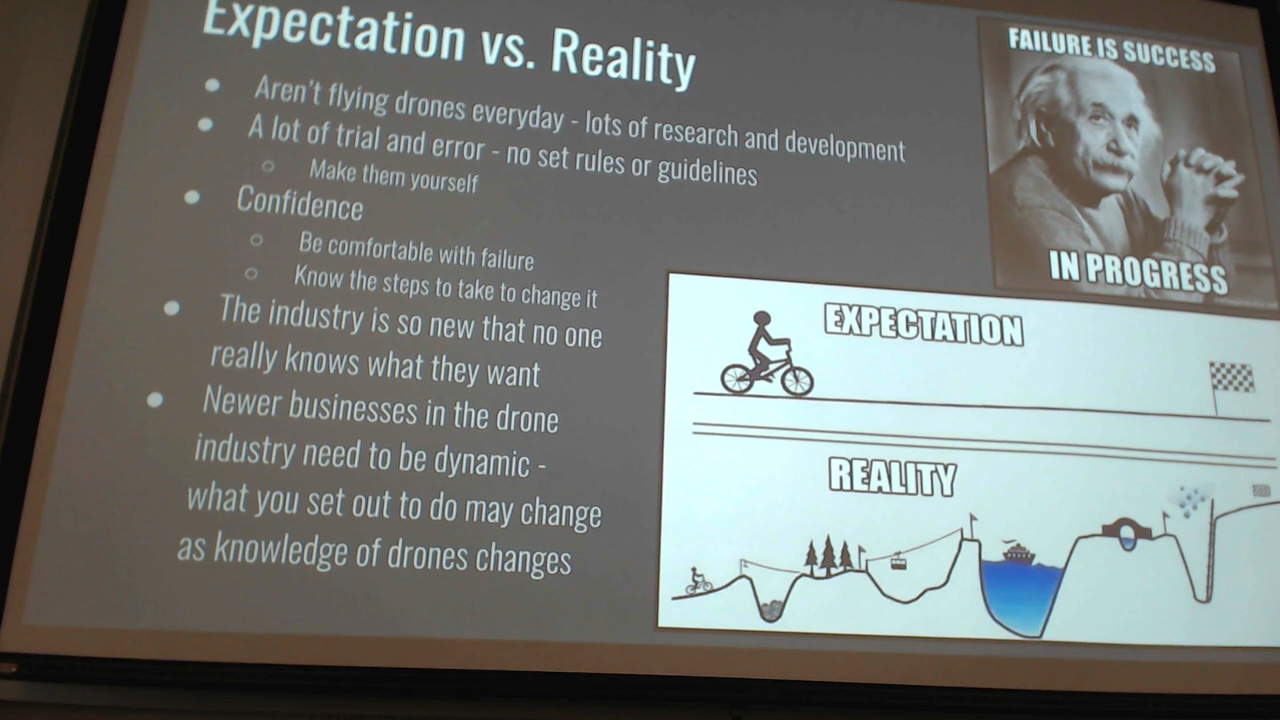 Expectation vs. Reality
Aren't flying drones everyday - lots of research and development
A lot of trial and error - no set rules or guidelines
Make them yourself
Confidence
Be comfortable with failure
Know the steps to take to change it
The industry is so new that no one
really knows what they want
Newer businesses in the drone
industry need to be dynamic -
what you set out to do may change
as knowledge of drones changes
FAILURE IS SUCCESS
IN PROGRESS
EXPECTATION
REALITY